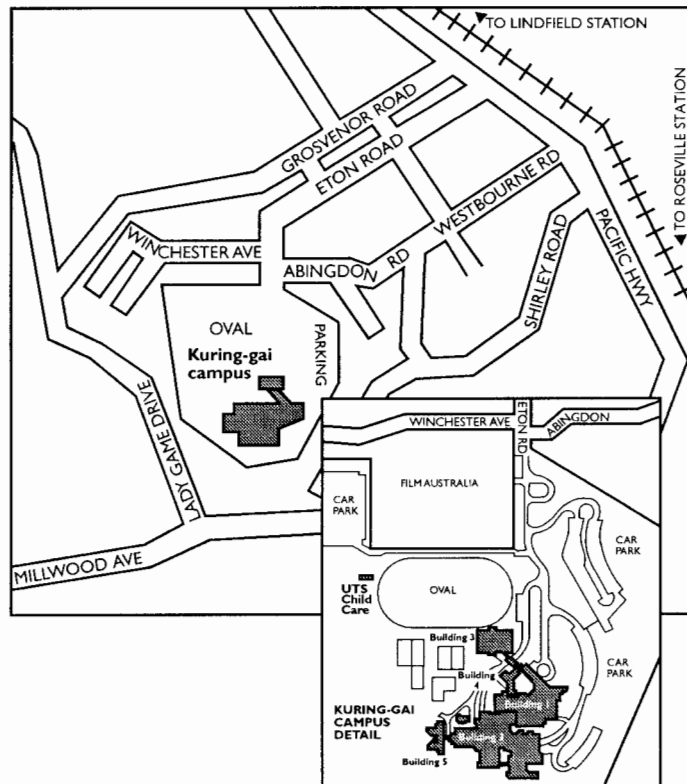 TO LINDFIELD STATION
TO ROSEVILLE STATION
GROSVENOR ROAD
ETON ROAD
WESTBOURNE RD
WINCHESTER AVE
ABINGDON RD
SHIRLEY ROAD
PACIFIC HWY
OVAL
PARKING
Kuring-gai
campus
LADY GAME DRIVE
MILLWOOD AVE
WINCHESTER AVE
ETON RD
ABINGDON
FILM AUSTRALIA
CAR
PARK
CAR
PARK
UTS
Child
Care
OVAL
Building 3
Building
4
CAR
PARK
Building
KURING-GAI
CAMPUS
DETAIL
Building
Building 5